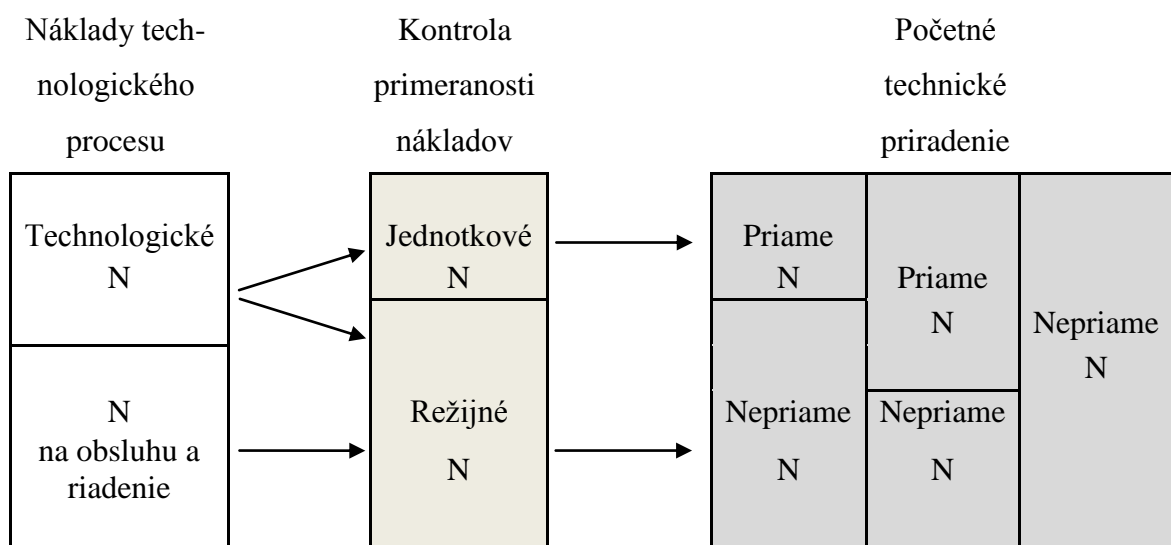 Náklady tech-
nologického
procesu
Kontrola
primeranosti
nákladov
Početné
technické
priradenie
Technologické
N
N
na obsluhu a
riadenie
Jednotkové
N
Režijné
N
Priame
N
Nepriame
N
Priame
N
Nepriame
N
Nepriame
N